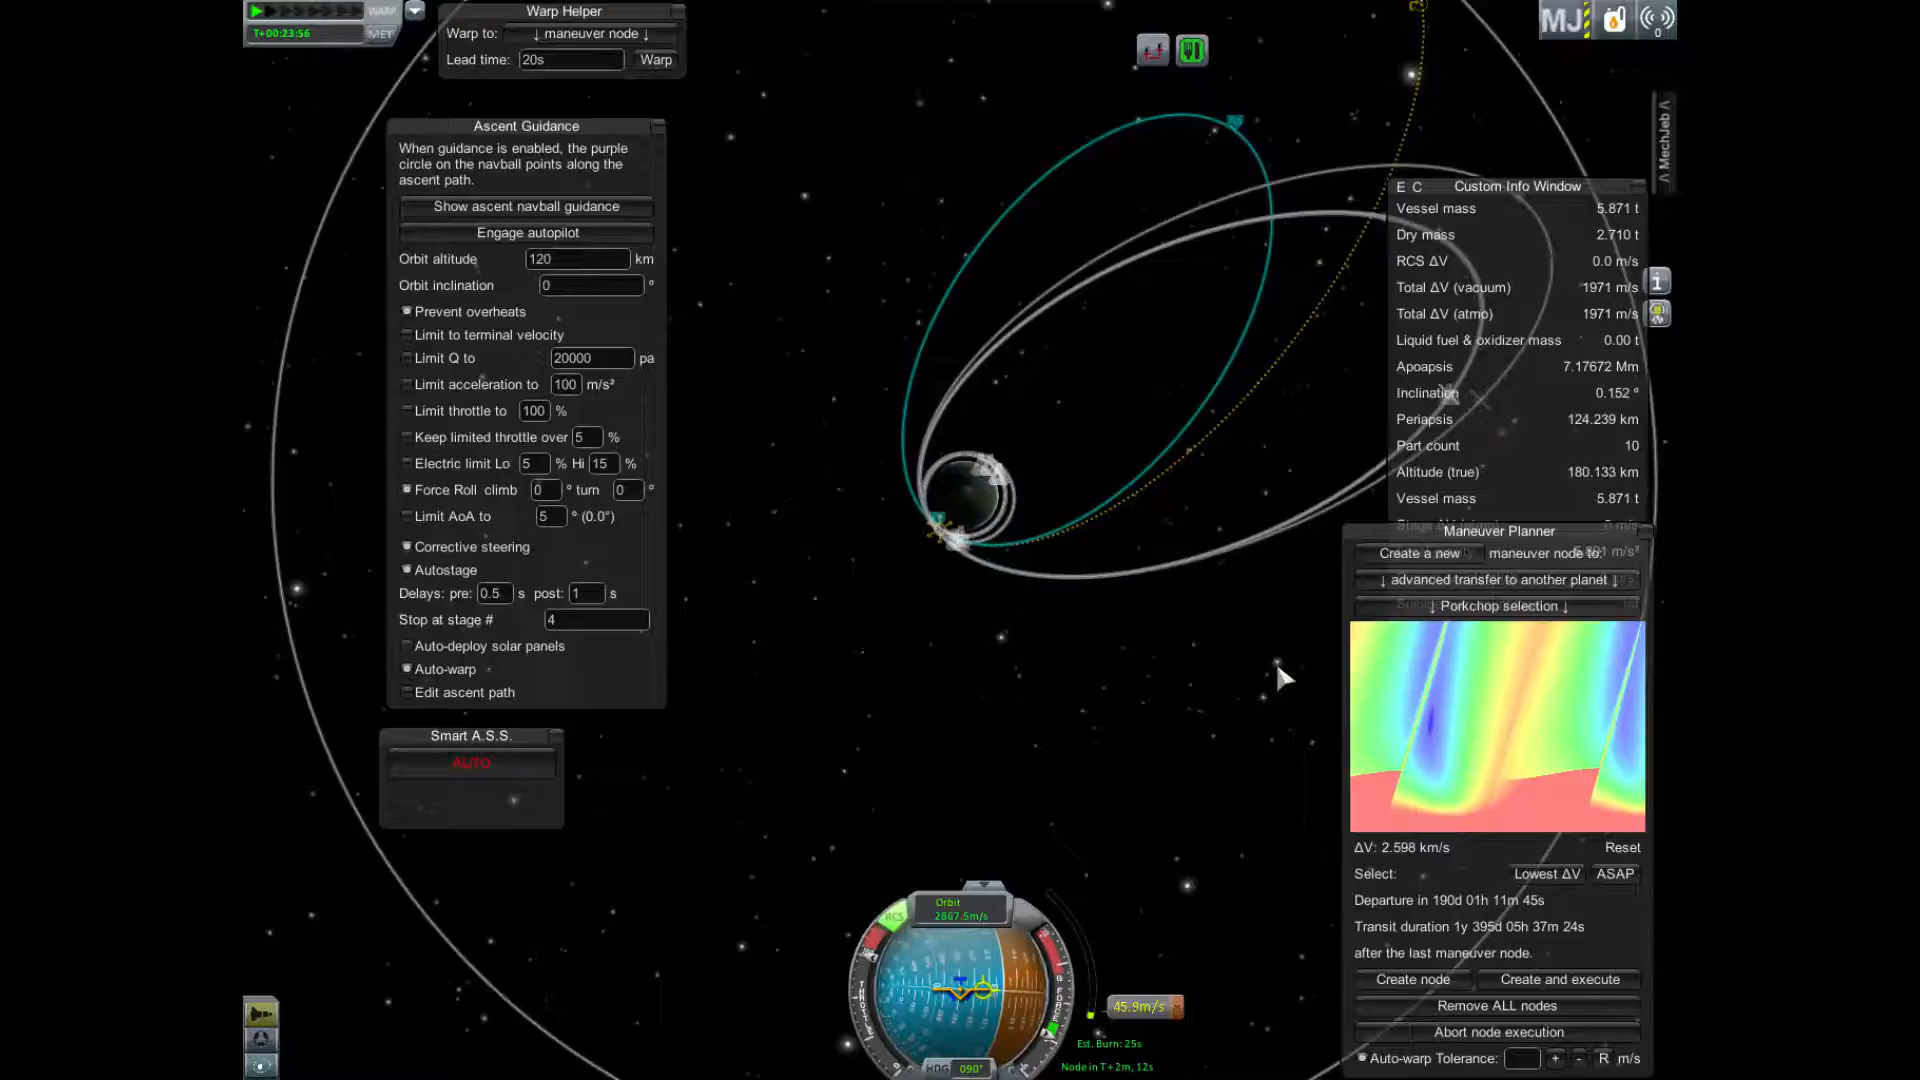 WARP
T+00:23:56
MET
Warp Helper
Warp to: ↓ maneuver node ↓
Lead time: 20s Warp
MJ
0
Ascent Guidance
When guidance is enabled, the purple
circle on the navball points along the
ascent path.
Show ascent navball guidance
Engage autopilot
Orbit altitude 120 km
Orbit inclination 0 º
Prevent overheats
Limit to terminal velocity
Limit Q to 20000 pa
Limit acceleration to 100 m/s²
Limit throttle to 100 %
Keep limited throttle over 5 %
Electric limit Lo 5 % Hi 15 %
Force Roll climb 0 º turn 0 º
Limit AoA to 5 º (0.0°)
Corrective steering
Autostage
Delays: pre: 0.5 s post: 1 s
Stop at stage # 4
Auto-deploy solar panels
Auto-warp
Edit ascent path
Smart A.S.S.
AUTO
/\ MechJeb /\
E C Custom Info Window
Vessel mass 5.871 t
Dry mass 2.710 t
RCS ΔV 0.0 m/s
Total ΔV (vacuum) 1971 m/s
Total ΔV (atmo) 1971 m/s
Liquid fuel & oxidizer mass 0.00 t
Apoapsis 7.17672 Mm
Inclination 0.152 º
Periapsis 124.239 km
Part count 10
Altitude (true) 180.133 km
Vessel mass 5.871 t
Maneuver Planner
Create a new maneuver node to:
↓ advanced transfer to another planet ↓
↓ Porkchop selection ↓
ΔV: 2.598 km/s Reset
Select: Lowest ΔV ASAP
Departure in 190d 01h 11m 45s
Transit duration 1y 395d 05h 37m 24s
after the last maneuver node.
Create node Create and execute
Remove ALL nodes
Abort node execution
Auto-warp Tolerance: + - R m/s
Orbit
2867.5m/s
RCS
THROTTLE
G FORCE
HDG 090°
45.9m/s
Est. Burn: 25s
Node in T + 2m, 12s